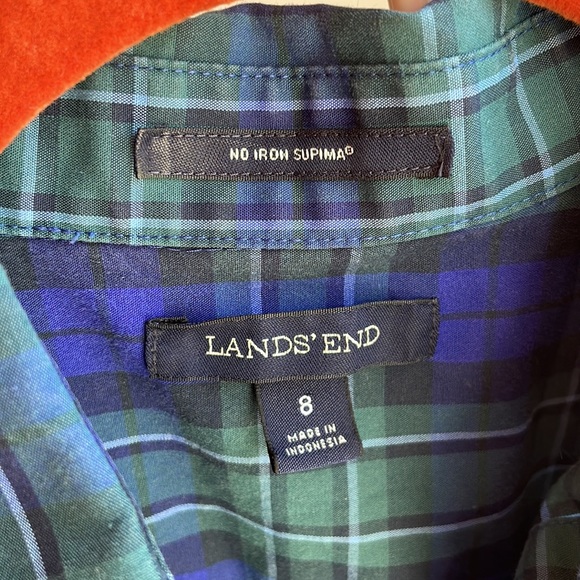 NO IRON SUPIMA®
LANDS' END
8
MADE IN
INDONESIA